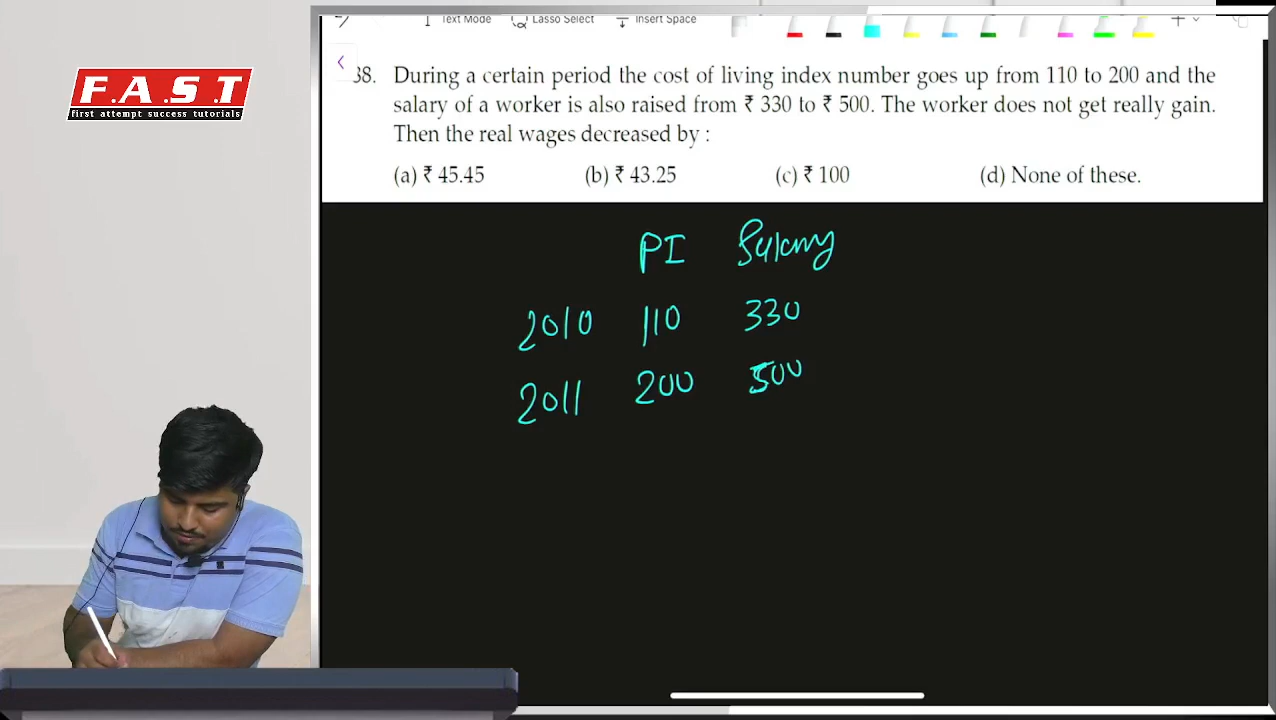 Text Mode Lasso Select Insert Space
F.A.S.T
first attempt success tutorials
38. During a certain period the cost of living index number goes up from 110 to 200 and the
salary of a worker is also raised from ₹ 330 to ₹ 500. The worker does not get really gain.
Then the real wages decreased by :
(a) ₹ 45.45 (b) ₹ 43.25 (c) ₹ 100 (d) None of these.
PI Salary
2010 110 330
2011 200 500